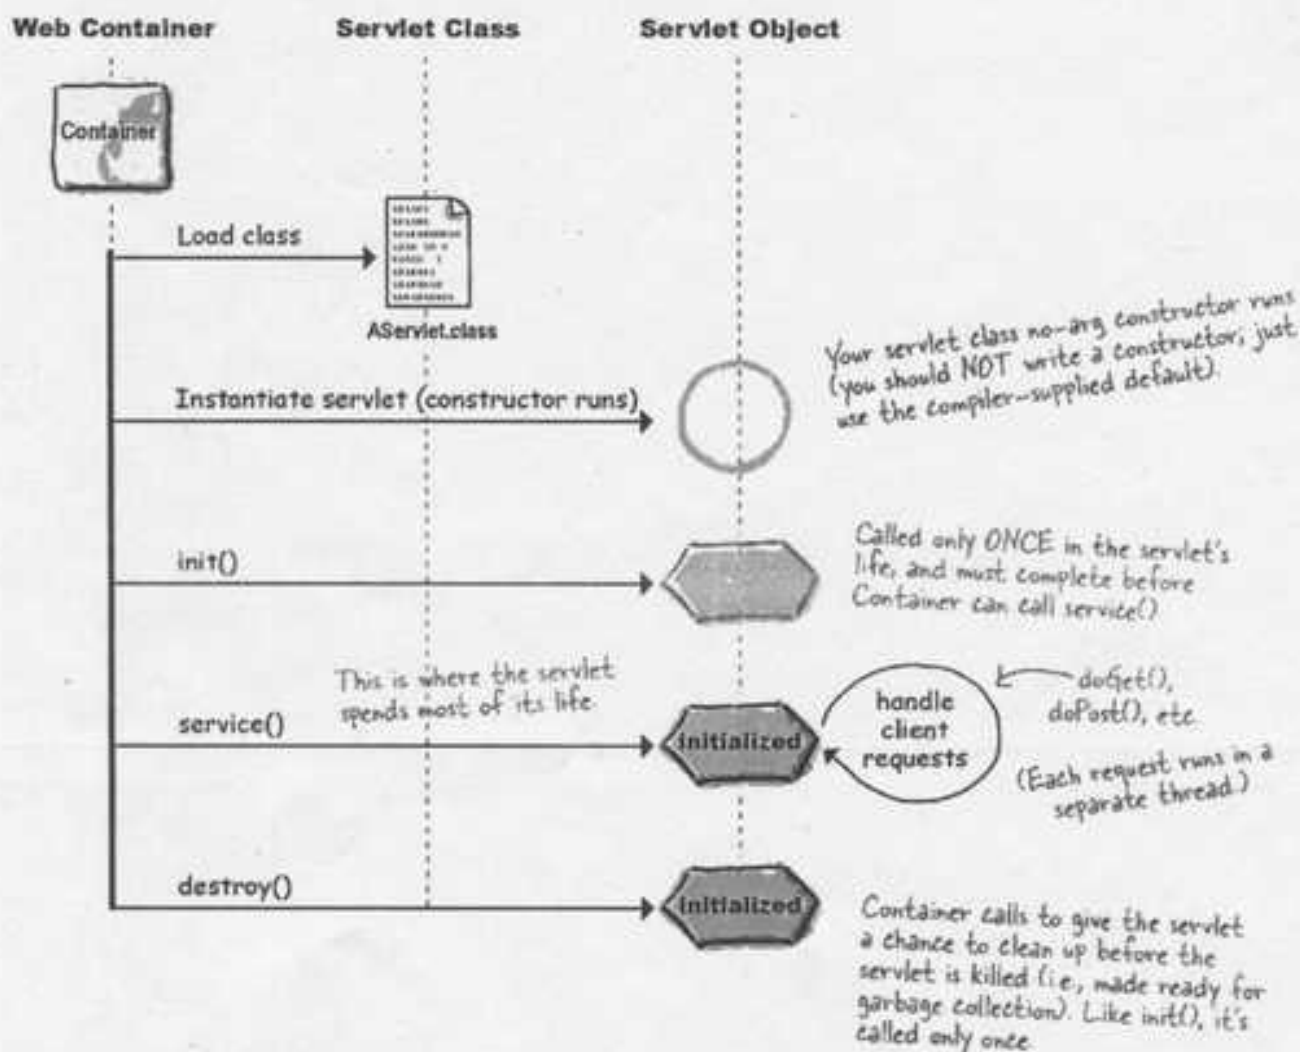 Web Container
Servlet Class
Servlet Object
Container
Load class
AServlet.class
Your servlet class no-arg constructor runs
(you should NOT write a constructor; just
use the compiler-supplied default).
Instantiate servlet (constructor runs)
Called only ONCE in the servlet's
life, and must complete before
Container can call service()
init()
This is where the servlet
spends most of its life.
service()
initialized
handle
client
requests
doGet(),
doPost(), etc.
(Each request runs in a
separate thread.)
destroy()
initialized
Container calls to give the servlet
a chance to clean up before the
servlet is killed (i.e., made ready for
garbage collection). Like init(), it's
called only once.